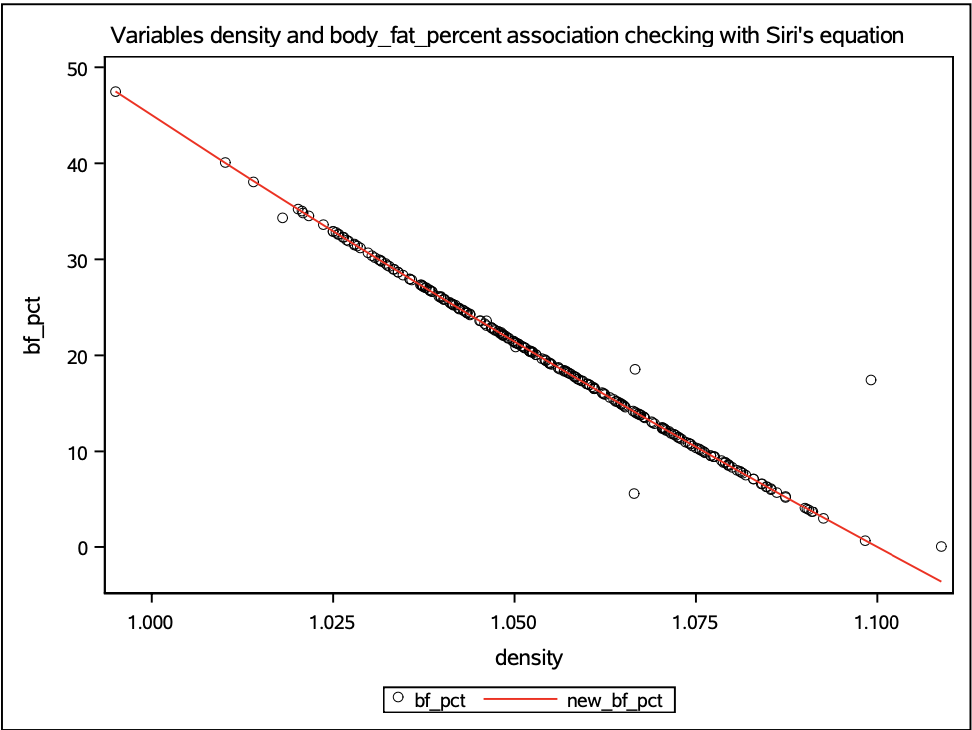 Variables density and body_fat_percent association checking with Siri's equation
50
40
30
20
10
0
bf_pct
1.000 1.025 1.050 1.075 1.100
density
bf_pct new_bf_pct